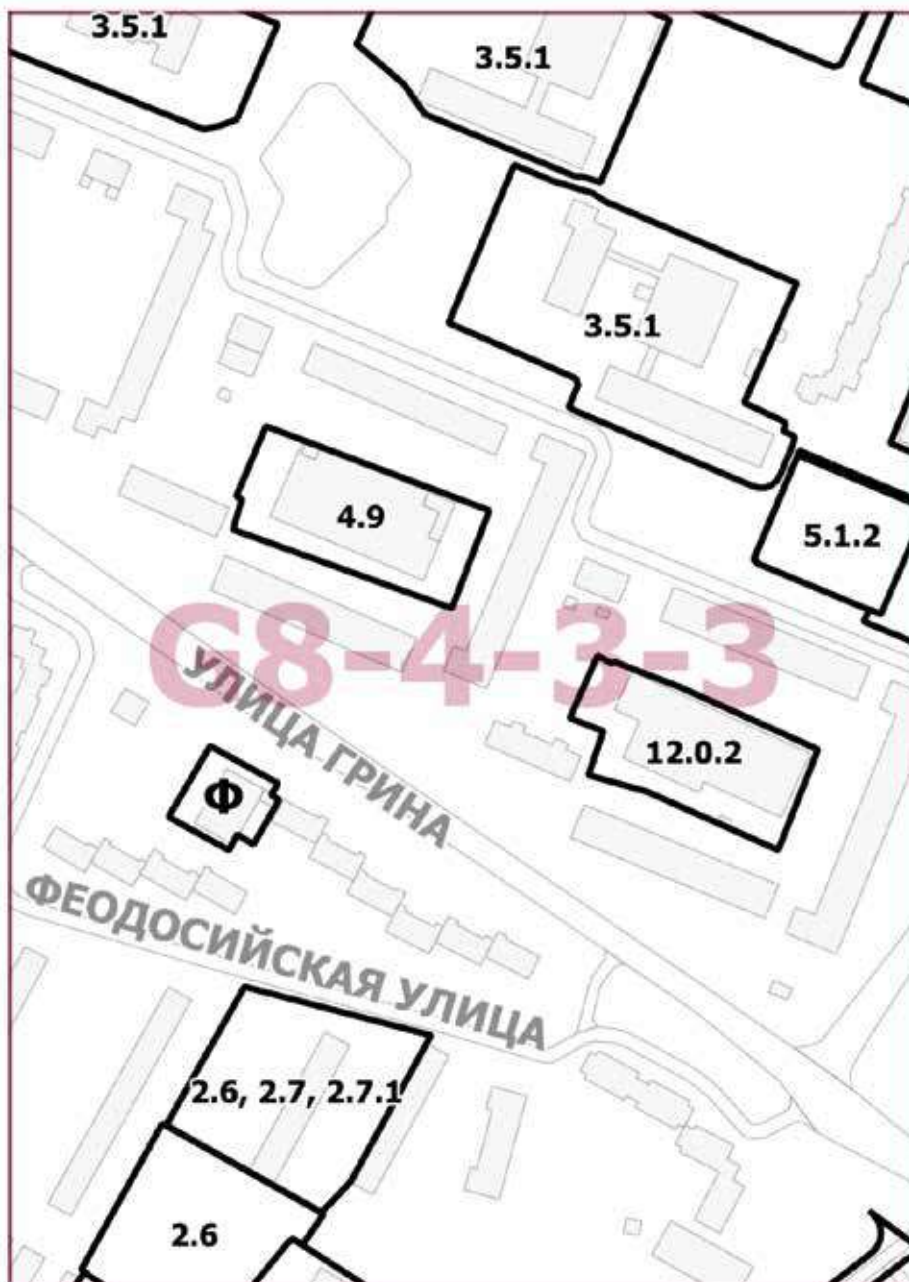 3.5.1
3.5.1
3.5.1
4.9
5.1.2
G8-4-3-3
УЛИЦА ГРИНА
12.0.2
Ф
ФЕОДОСИЙСКАЯ УЛИЦА
2.6, 2.7, 2.7.1
2.6